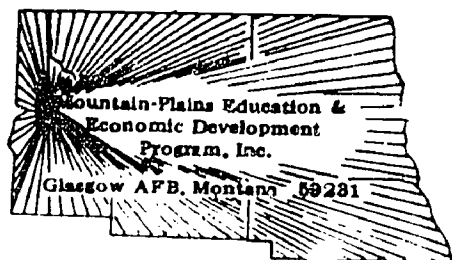 Mountain-Plains Education &
Economic Development
Program, Inc.
Glasgow AFB, Montana 59231